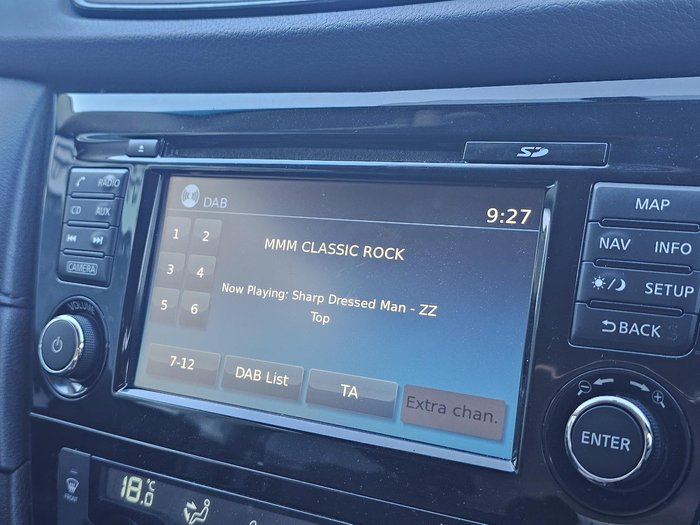 SD
RADIO
CD AUX
CAMERA
VOLUME
DAB
9:27
1 2
3 4
5 6
MMM CLASSIC ROCK
Now Playing: Sharp Dressed Man - ZZ
Top
7-12
DAB List
TA
Extra chan.
MAP
NAV INFO
SETUP
BACK
ENTER
FRONT
18.0 °C